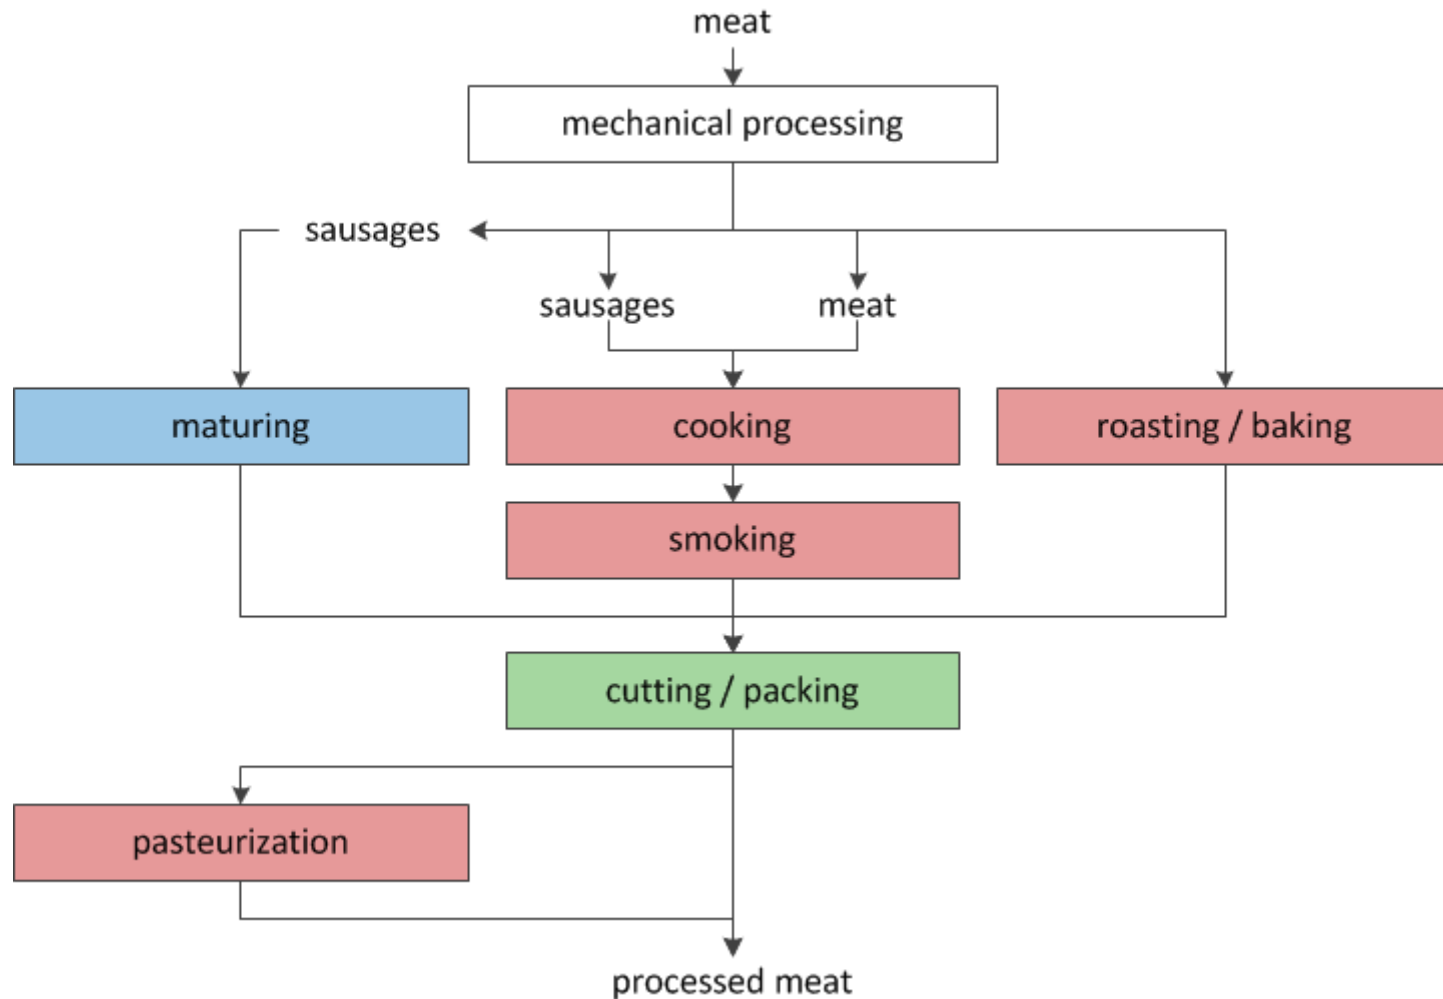 meat
mechanical processing
sausages
sausages
meat
maturing
cooking
roasting / baking
smoking
cutting / packing
pasteurization
processed meat